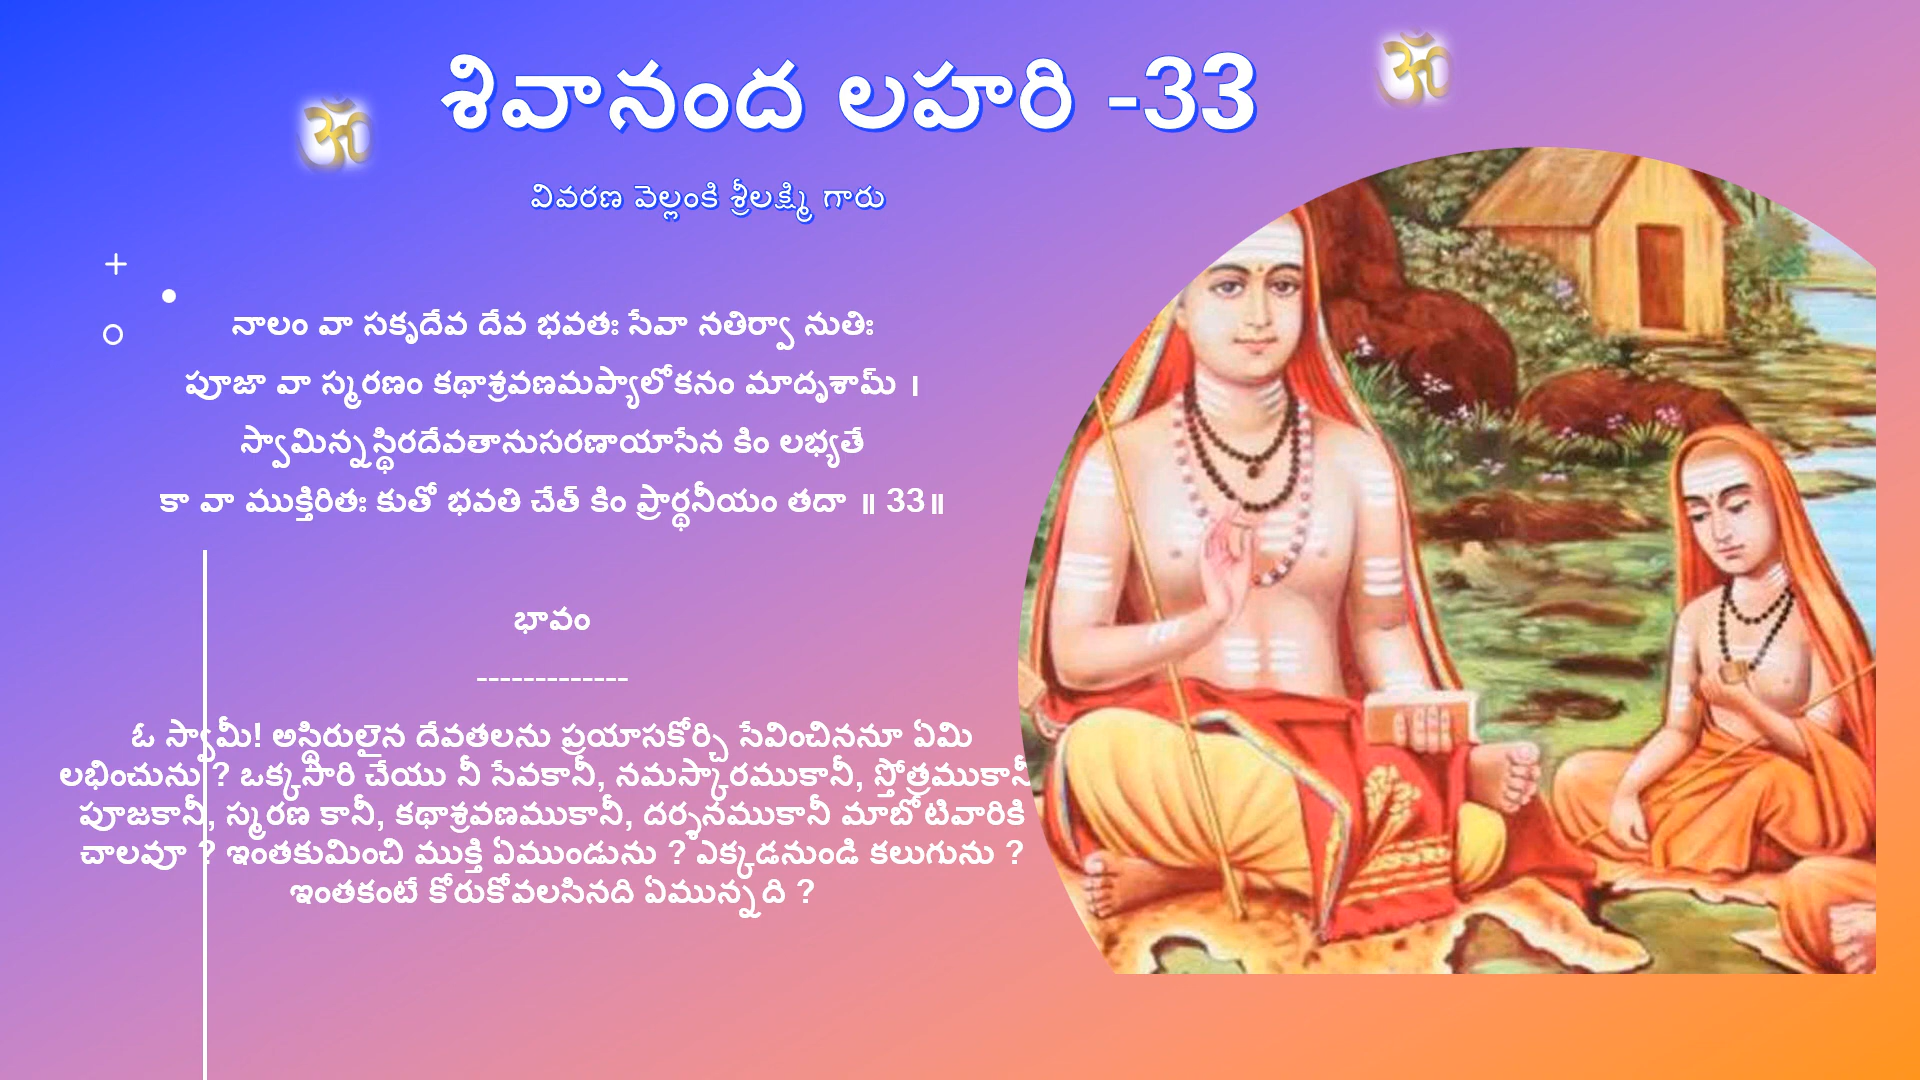 శివానంద లహరి -33
వివరణ వెల్లంకి శ్రీలక్ష్మి గారు
నాలం వా సకృదేవ దేవ భవతః సేవా నతిర్వా నుతిః
పూజా వా స్మరణం కథాశ్రవణమప్యాలోకనం మాదృశామ్ ।
స్వామిన్నస్థిరదేవతానుసరణాయాసేన కిం లభ్యతే
కా వా ముక్తిరితః కుతో భవతి చేత్ కిం ప్రార్థనీయం తదా ॥ 33॥
భావం
-------------
ఓ స్వామీ! అస్థిరులైన దేవతలను ప్రయాసకోర్చి సేవించిననూ ఏమి
లభించును ? ఒక్కసారి చేయు నీ సేవకానీ, నమస్కారముకానీ, స్తోత్రముకానీ
పూజకానీ, స్మరణ కానీ, కథాశ్రవణముకానీ, దర్శనముకానీ మాబోటివారికి
చాలవూ ? ఇంతకుమించి ముక్తి ఏముండును ? ఎక్కడనుండి కలుగును ?
ఇంతకంటే కోరుకోవలసినది ఏమున్నది ?